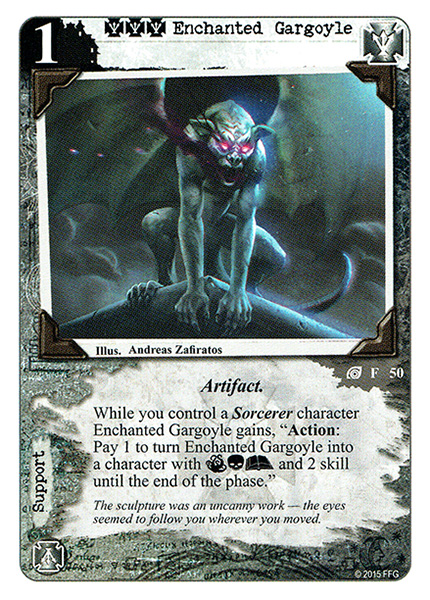 1 Enchanted Gargoyle
Illus. Andreas Zafiratos
F 50
Artifact.
While you control a Sorcerer character
Enchanted Gargoyle gains, “Action:
Pay 1 to turn Enchanted Gargoyle into
a character with and 2 skill
until the end of the phase.”
The sculpture was an uncanny work — the eyes
seemed to follow you wherever you moved.
Support
© 2015 FFG